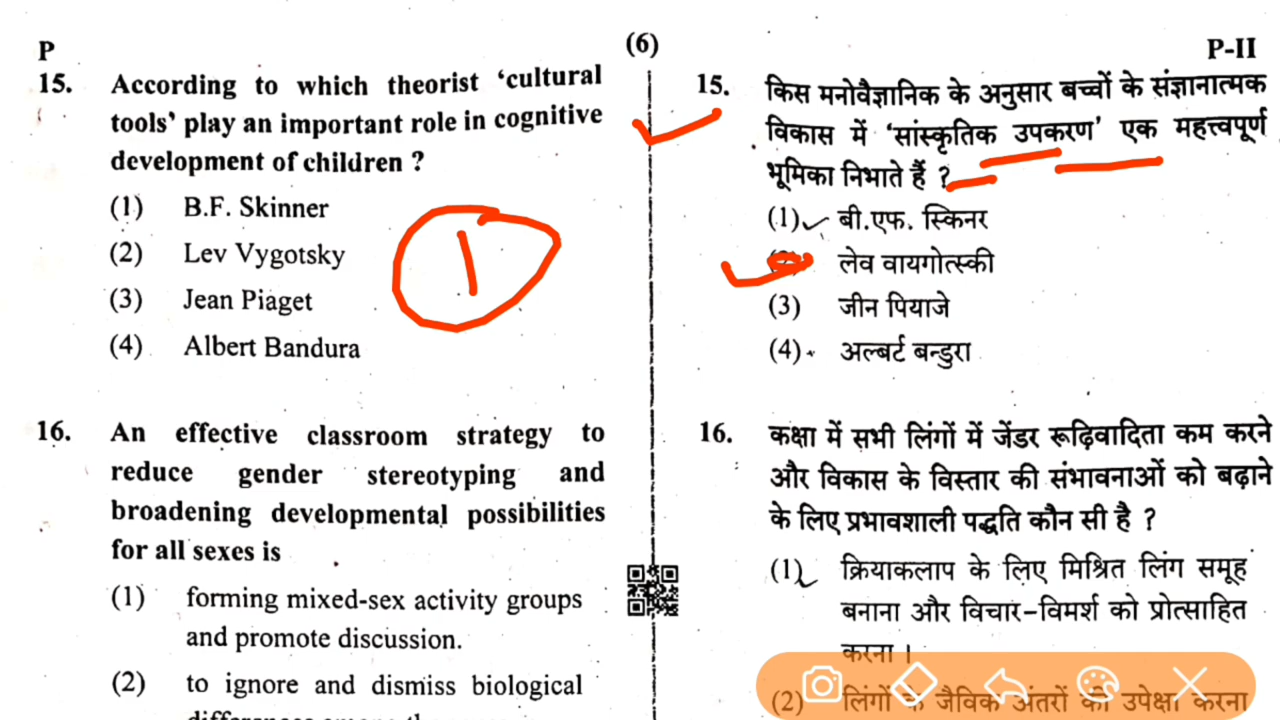 P
(6)
P-II
15. According to which theorist ‘cultural
tools’ play an important role in cognitive
development of children ?
(1) B.F. Skinner
(2) Lev Vygotsky
(3) Jean Piaget
(4) Albert Bandura
16. An effective classroom strategy to
reduce gender stereotyping and
broadening developmental possibilities
for all sexes is
(1) forming mixed-sex activity groups
and promote discussion.
(2) to ignore and dismiss biological
1
15. किस मनोवैज्ञानिक के अनुसार बच्चों के संज्ञानात्मक
विकास में ‘सांस्कृतिक उपकरण’ एक महत्त्वपूर्ण
भूमिका निभाते हैं ?
(1) बी.एफ. स्किनर
लेव वायगोत्स्की
(3) जीन पियाजे
(4) अल्बर्ट बन्डुरा
16. कक्षा में सभी लिंगों में जेंडर रूढ़िवादिता कम करने
और विकास के विस्तार की संभावनाओं को बढ़ाने
के लिए प्रभावशाली पद्धति कौन सी है ?
(1) क्रियाकलाप के लिए मिश्रित लिंग समूह
बनाना और विचार-विमर्श को प्रोत्साहित
करना ।
(2) लिंगों के जैविक अंतरों की उपेक्षा करना